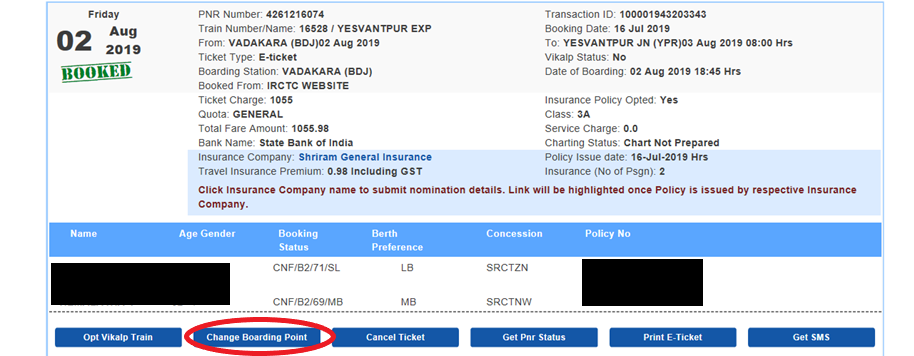 Friday
02 Aug 2019
BOOKED
PNR Number: 4261216074
Transaction ID: 100001943203343
Train Number/Name: 16528 / YESVANTPUR EXP
Booking Date: 16 Jul 2019
From: VADAKARA (BDJ)02 Aug 2019
To: YESVANTPUR JN (YPR)03 Aug 2019 08:00 Hrs
Ticket Type: E-ticket
Vikalp Status: No
Boarding Station: VADAKARA (BDJ)
Date of Boarding: 02 Aug 2019 18:45 Hrs
Booked From: IRCTC WEBSITE
Ticket Charge: 1055
Insurance Policy Opted: Yes
Quota: GENERAL
Class: 3A
Total Fare Amount: 1055.98
Service Charge: 0.0
Bank Name: State Bank of India
Charting Status: Chart Not Prepared
Insurance Company: Shriram General Insurance
Policy Issue date: 16-Jul-2019 Hrs
Travel Insurance Premium: 0.98 Including GST
Insurance (No of Psgn): 2
Click Insurance Company name to submit nomination details. Link will be highlighted once Policy is issued by respective Insurance
Company.
Name Age Gender Booking Status Berth Preference Concession Policy No
CNF/B2/71/SL LB SRCTZN
CNF/B2/69/MB MB SRCTNW
Opt Vikalp Train Change Boarding Point Cancel Ticket Get Pnr Status Print E-Ticket Get SMS